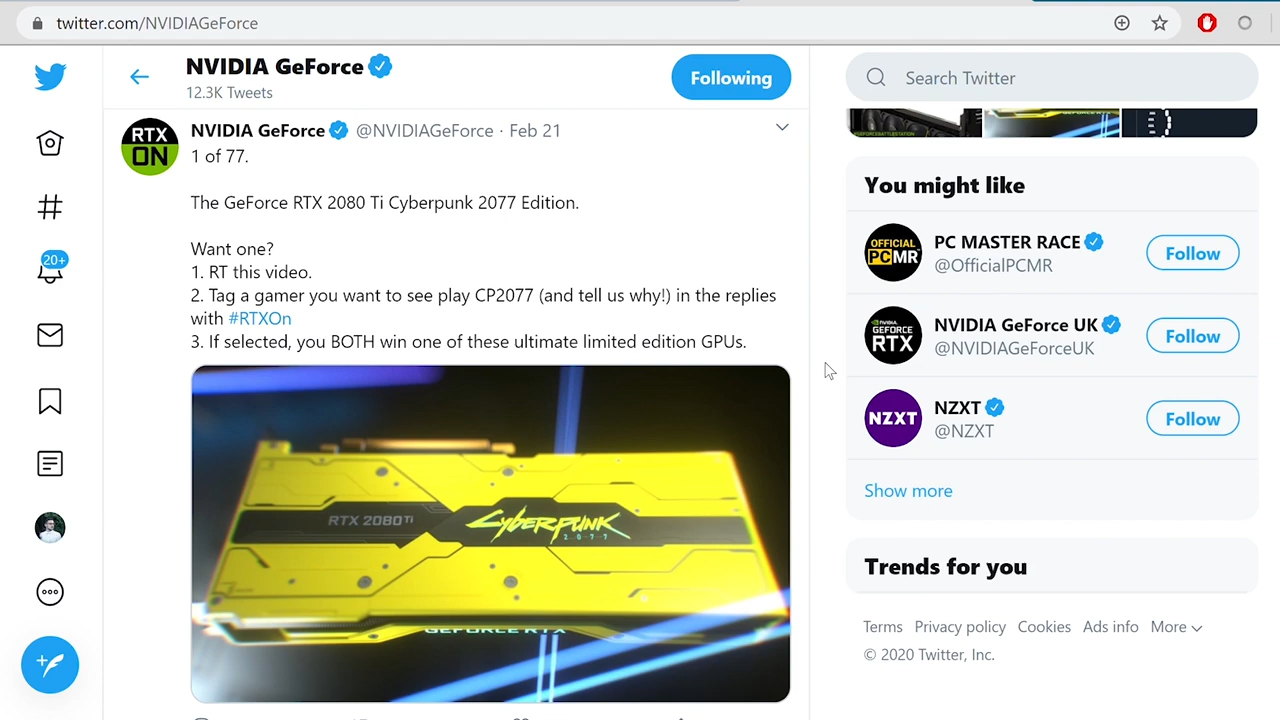 twitter.com/NVIDIAGeForce
NVIDIA GeForce
12.3K Tweets
Following
Search Twitter
RTX
ON
NVIDIA GeForce @NVIDIAGeForce · Feb 21
1 of 77.
The GeForce RTX 2080 Ti Cyberpunk 2077 Edition.
Want one?
1. RT this video.
2. Tag a gamer you want to see play CP2077 (and tell us why!) in the replies
with #RTXOn
3. If selected, you BOTH win one of these ultimate limited edition GPUs.
RTX 2080 Ti
Cyberpunk
2077
GEFORCE RTX
20+
You might like
OFFICIAL
PCMR
PC MASTER RACE
@OfficialPCMR
Follow
NVIDIA
GEFORCE
RTX
NVIDIA GeForce UK
@NVIDIAGeForceUK
Follow
NZXT
NZXT
@NZXT
Follow
Show more
Trends for you
Terms Privacy policy Cookies Ads info More
© 2020 Twitter, Inc.